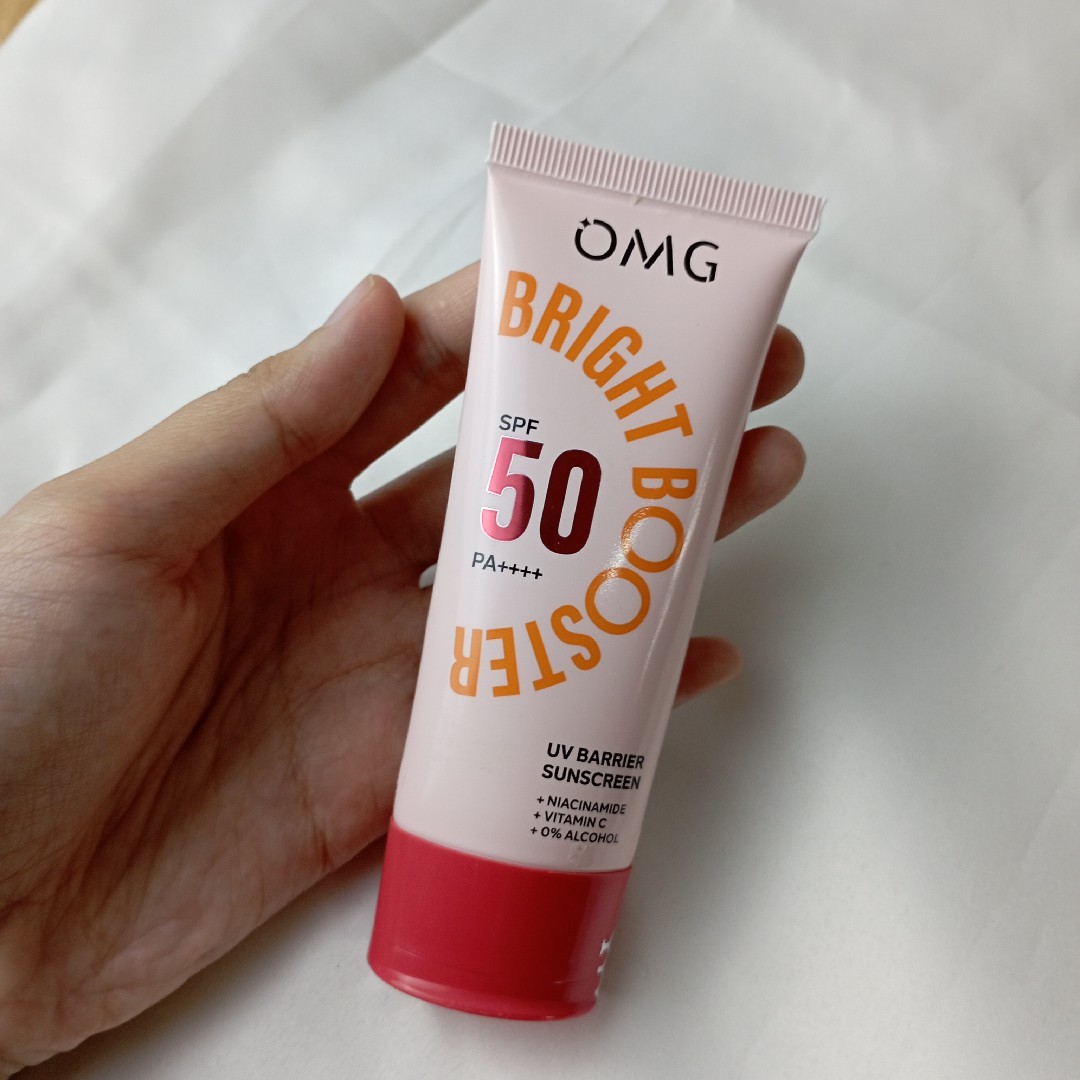 OMG
BRIGHT BOOSTER
SPF
50
PA++++
UV BARRIER
SUNSCREEN
+ NIACINAMIDE
+ VITAMIN C
+ 0% ALCOHOL